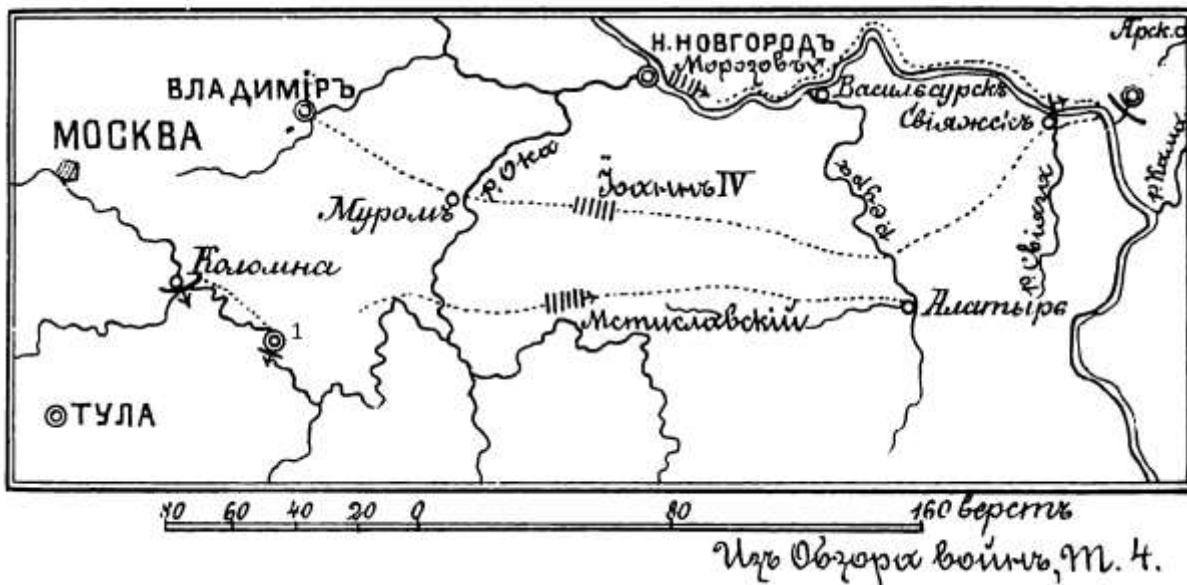 Арск.
Н. НОВГОРОДЪ
Морозовъ
ВЛАДИМІРЪ
Васильсурскъ
Свіяжскъ
МОСКВА
р. Ока
Іоаннъ IV
р. Кама
Муромъ
р. Сура
р. Свіяга
Коломна
Мстиславскій
Алатырь
1
ТУЛА
80 60 40 20 0 80 160 верстъ
Изъ Обзора войнъ, Т. 4.